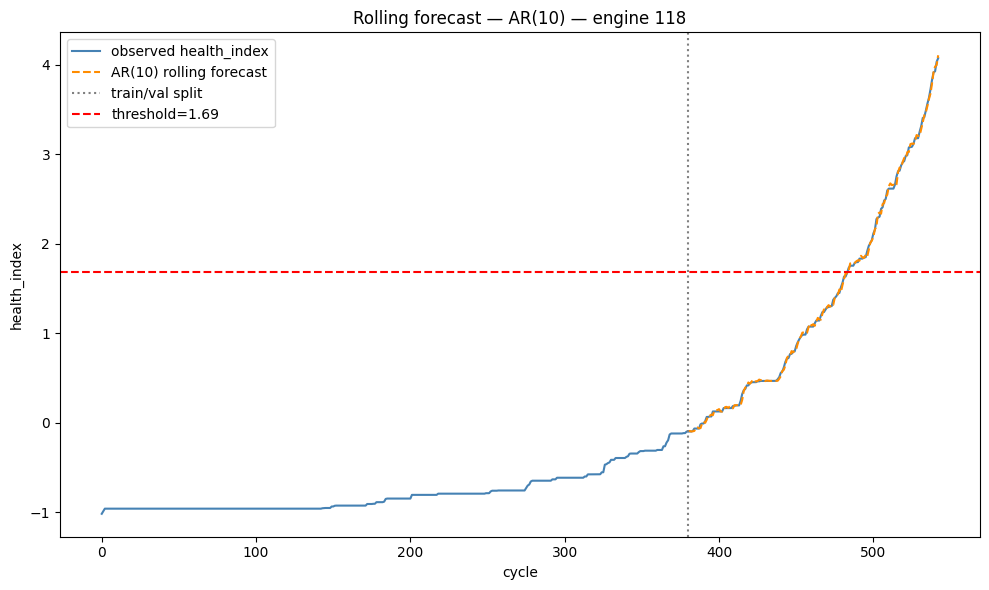 Rolling forecast — AR(10) — engine 118
observed health_index
AR(10) rolling forecast
train/val split
threshold=1.69
health_index
4
3
2
1
0
−1
0
100
200
300
400
500
cycle